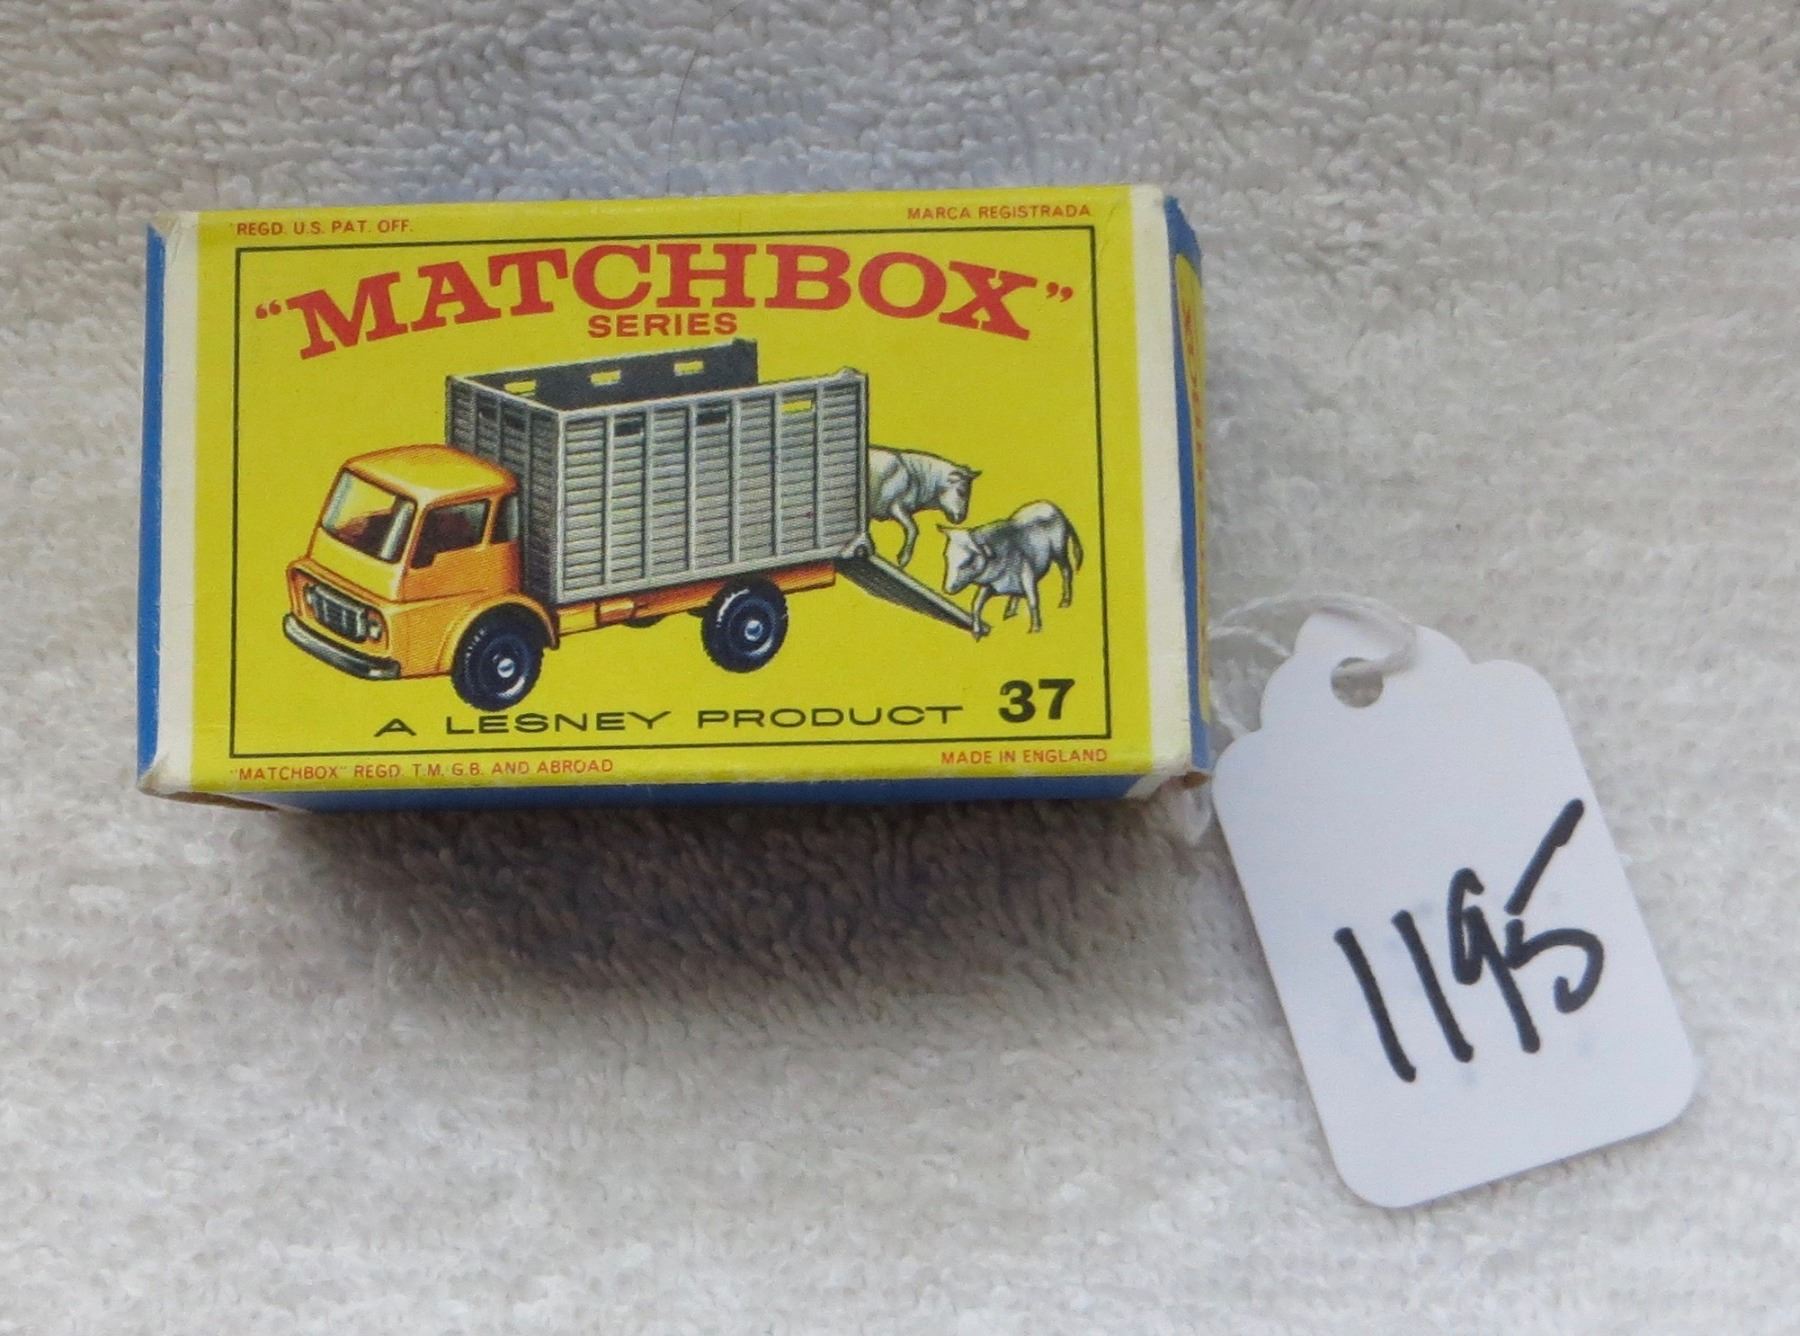 REGD. U.S. PAT. OFF. MARCA REGISTRADA
"MATCHBOX"
SERIES
A LESNEY PRODUCT 37
"MATCHBOX" REGD. T.M. G.B. AND ABROAD MADE IN ENGLAND
1195